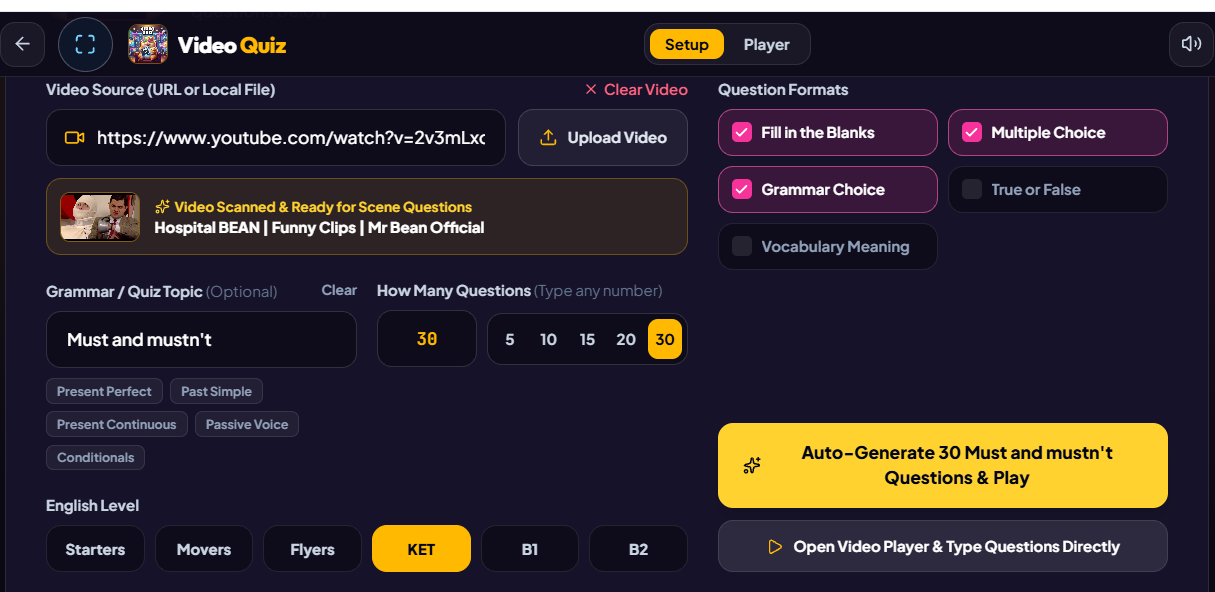 Video Quiz
Setup
Player
Video Source (URL or Local File)
Clear Video
https://www.youtube.com/watch?v=2v3mLx
Upload Video
Video Scanned & Ready for Scene Questions
Hospital BEAN | Funny Clips | Mr Bean Official
Grammar / Quiz Topic (Optional)
Clear
Must and mustn't
Present Perfect
Past Simple
Present Continuous
Passive Voice
Conditionals
How Many Questions (Type any number)
30
5
10
15
20
30
English Level
Starters
Movers
Flyers
KET
B1
B2
Question Formats
Fill in the Blanks
Multiple Choice
Grammar Choice
True or False
Vocabulary Meaning
Auto-Generate 30 Must and mustn't
Questions & Play
Open Video Player & Type Questions Directly